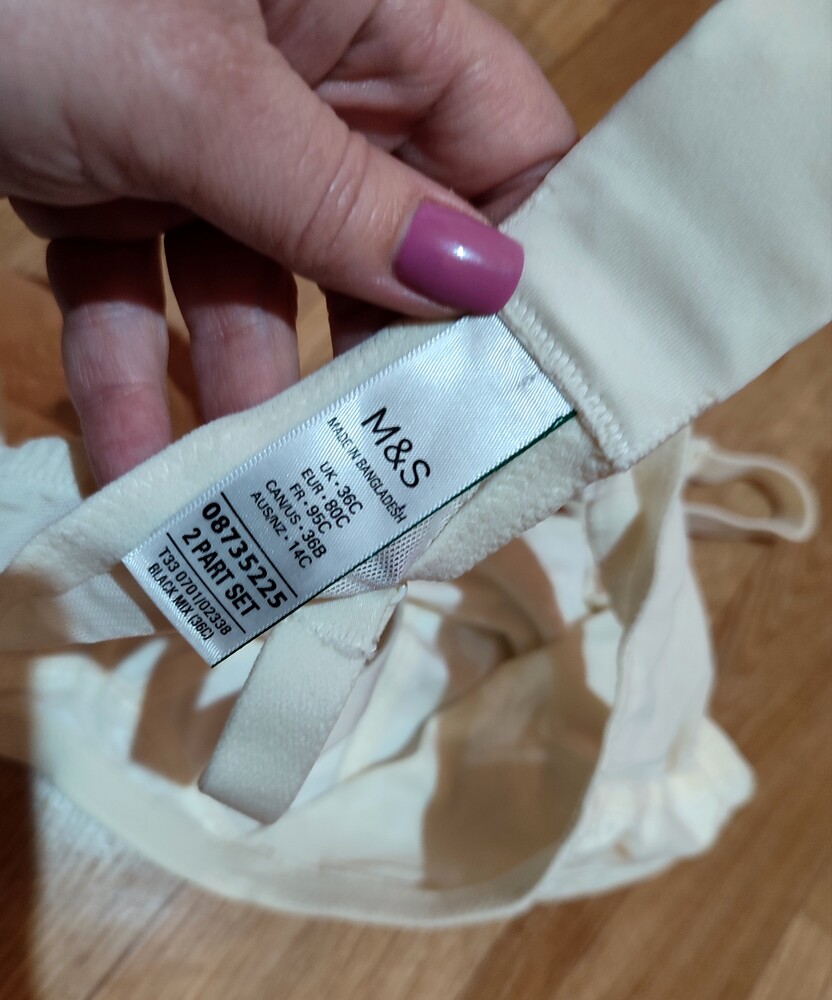 M&S
MADE IN BANGLADESH
UK • 36C
EUR • 80C
FR • 95C
CAN/US • 36B
AUS/NZ • 14C
08735225
2 PART SET
T33 0701/02338
BLACK MIX (36C)